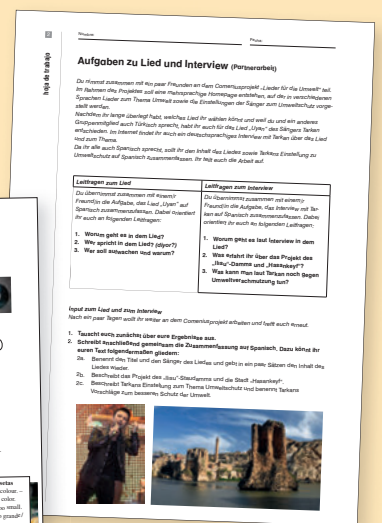 hoja de trabajo
Aufgaben zu Lied und Interview (Partnerarbeit)
Du nimmst zusammen mit ein paar Freunden an dem Comeniusprojekt „Lieder für die Umwelt“ teil.
Im Rahmen des Projektes soll eine mehrsprachige Homepage entstehen, auf der in verschiedenen
Sprachen Lieder zum Thema Umwelt sowie die Einstellungen der Sänger zum Umweltschutz vorge-
stellt werden.
Nachdem ihr lange überlegt habt, welches Lied ihr wählen könnt und weil du und ein anderes
Gruppenmitglied auch Türkisch sprecht, habt ihr euch für das Lied „Uyan“ des Sängers Tarkan
entschieden. Im Internet findet ihr auch ein deutschsprachiges Interview mit Tarkan über das Lied
und zum Thema.
Da ihr alle auch Spanisch sprecht, sollt ihr den Inhalt des Liedes sowie Tarkans Einstellung zu
Umweltschutz auf Spanisch zusammenfassen. Ihr teilt euch die Arbeit auf.
Leitfragen zum Lied
Du übernimmst zusammen mit einem/r
Freund/in die Aufgabe, das Lied „Uyan“ auf
Spanisch zusammenzufassen. Dabei orientiert
ihr euch an folgenden Leitfragen:
1. Worum geht es in dem Lied?
2. Wer spricht in dem Lied? (düyor?)
3. Wer soll aufwachen und warum?
Leitfragen zum Interview
Du übernimmst zusammen mit einem/r
Freund/in die Aufgabe, das Interview mit Tar-
kan auf Spanisch zusammenzufassen. Dabei
orientiert ihr euch an folgenden Leitfragen:
1. Worum geht es laut Interview in dem
Lied?
2. Was erfahrt ihr über das Projekt des
„Ilısu“-Damms und „Hasankeyf“?
3. Was kann man laut Tarkan noch gegen
Umweltverschmutzung tun?
Input zum Lied und zum Interview
Nach ein paar Tagen wollt ihr weiter an dem Comeniusprojekt arbeiten und trefft euch erneut.
1. Tauscht euch zunächst über eure Ergebnisse aus.
2. Schreibt anschließend gemeinsam die Zusammenfassung auf Spanisch. Dazu könnt ihr
euren Text folgendermaßen gliedern:
2a. Benennt den Titel und den Sänger des Liedes und gebt in ein paar Sätzen den Inhalt des
Liedes wieder.
2b. Beschreibt das Projekt des „Ilısu“-Staudamms und die Stadt „Hasankeyf“.
2c. Beschreibt Tarkans Einstellung zum Thema Umweltschutz und benennt Tarkans
Vorschläge zum besseren Schutz der Umwelt.
colour. –
color.
small.
grande/